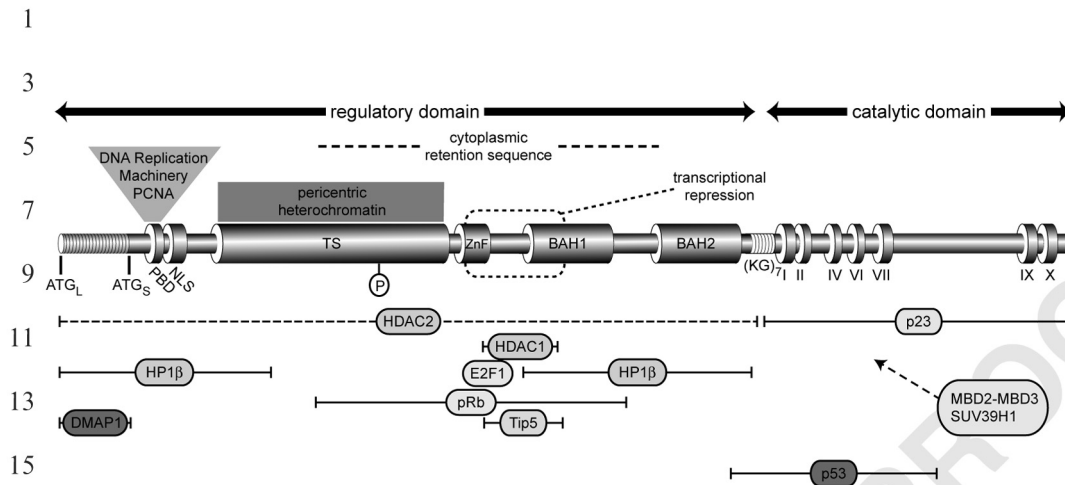 1
3
regulatory domain
catalytic domain
5
cytoplasmic
retention sequence
DNA Replication
Machinery
PCNA
transcriptional
repression
pericentric
heterochromatin
7
TS
ZnF
BAH1
BAH2
9
ATGL
ATGS
PBD
NLS
P
(KG)7
I
II
IV
VI
VII
IX
X
HDAC2
p23
11
HDAC1
HP1β
E2F1
HP1β
MBD2-MBD3
SUV39H1
13
pRb
DMAP1
Tip5
15
p53
PROC